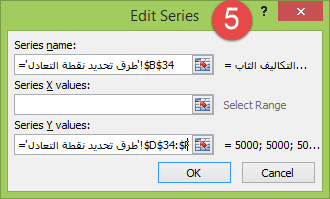 Edit Series
5
?
Series name:
='طرق تحديد نقطة التعادل'!$B$34 = التكاليف الثاب...
Series X values:
Select Range
Series Y values:
='طرق تحديد نقطة التعادل'!$D$34:$ = 5000; 5000; 50...
OK Cancel